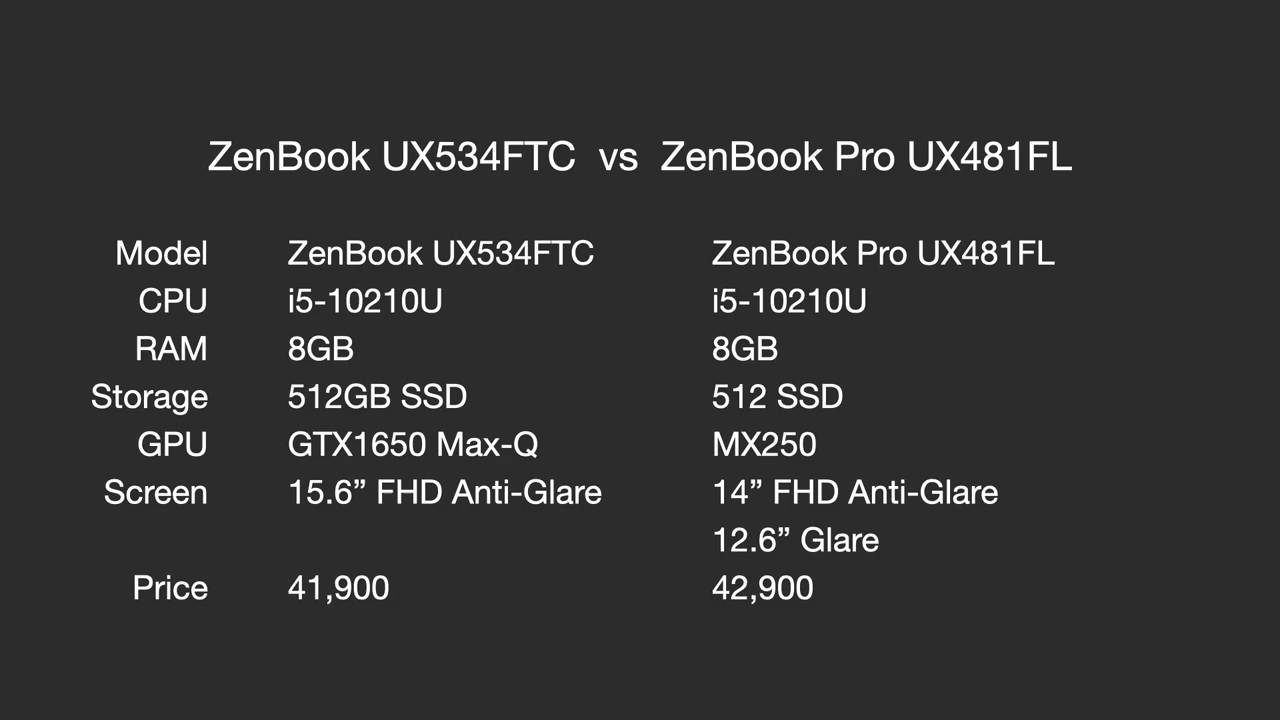 ZenBook UX534FTC vs ZenBook Pro UX481FL
Model ZenBook UX534FTC ZenBook Pro UX481FL
CPU i5-10210U i5-10210U
RAM 8GB 8GB
Storage 512GB SSD 512 SSD
GPU GTX1650 Max-Q MX250
Screen 15.6” FHD Anti-Glare 14” FHD Anti-Glare
12.6” Glare
Price 41,900 42,900